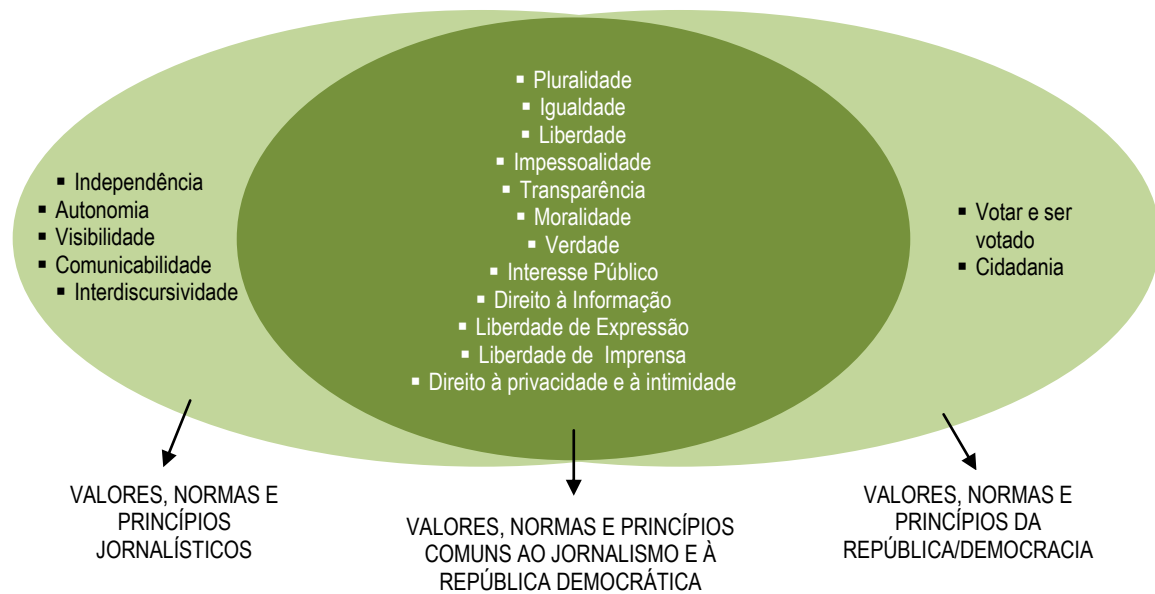 ▪ Pluralidade
▪ Igualdade
▪ Liberdade
▪ Impessoalidade
▪ Transparência
▪ Moralidade
▪ Verdade
▪ Interesse Público
▪ Direito à Informação
▪ Liberdade de Expressão
▪ Liberdade de Imprensa
▪ Direito à privacidade e à intimidade
▪ Independência
▪ Autonomia
▪ Visibilidade
▪ Comunicabilidade
▪ Interdiscursividade
▪ Votar e ser
votado
▪ Cidadania
VALORES, NORMAS E
PRINCÍPIOS
JORNALÍSTICOS
VALORES, NORMAS E PRINCÍPIOS
COMUNS AO JORNALISMO E À
REPÚBLICA DEMOCRÁTICA
VALORES, NORMAS E
PRINCÍPIOS DA
REPÚBLICA/DEMOCRACIA